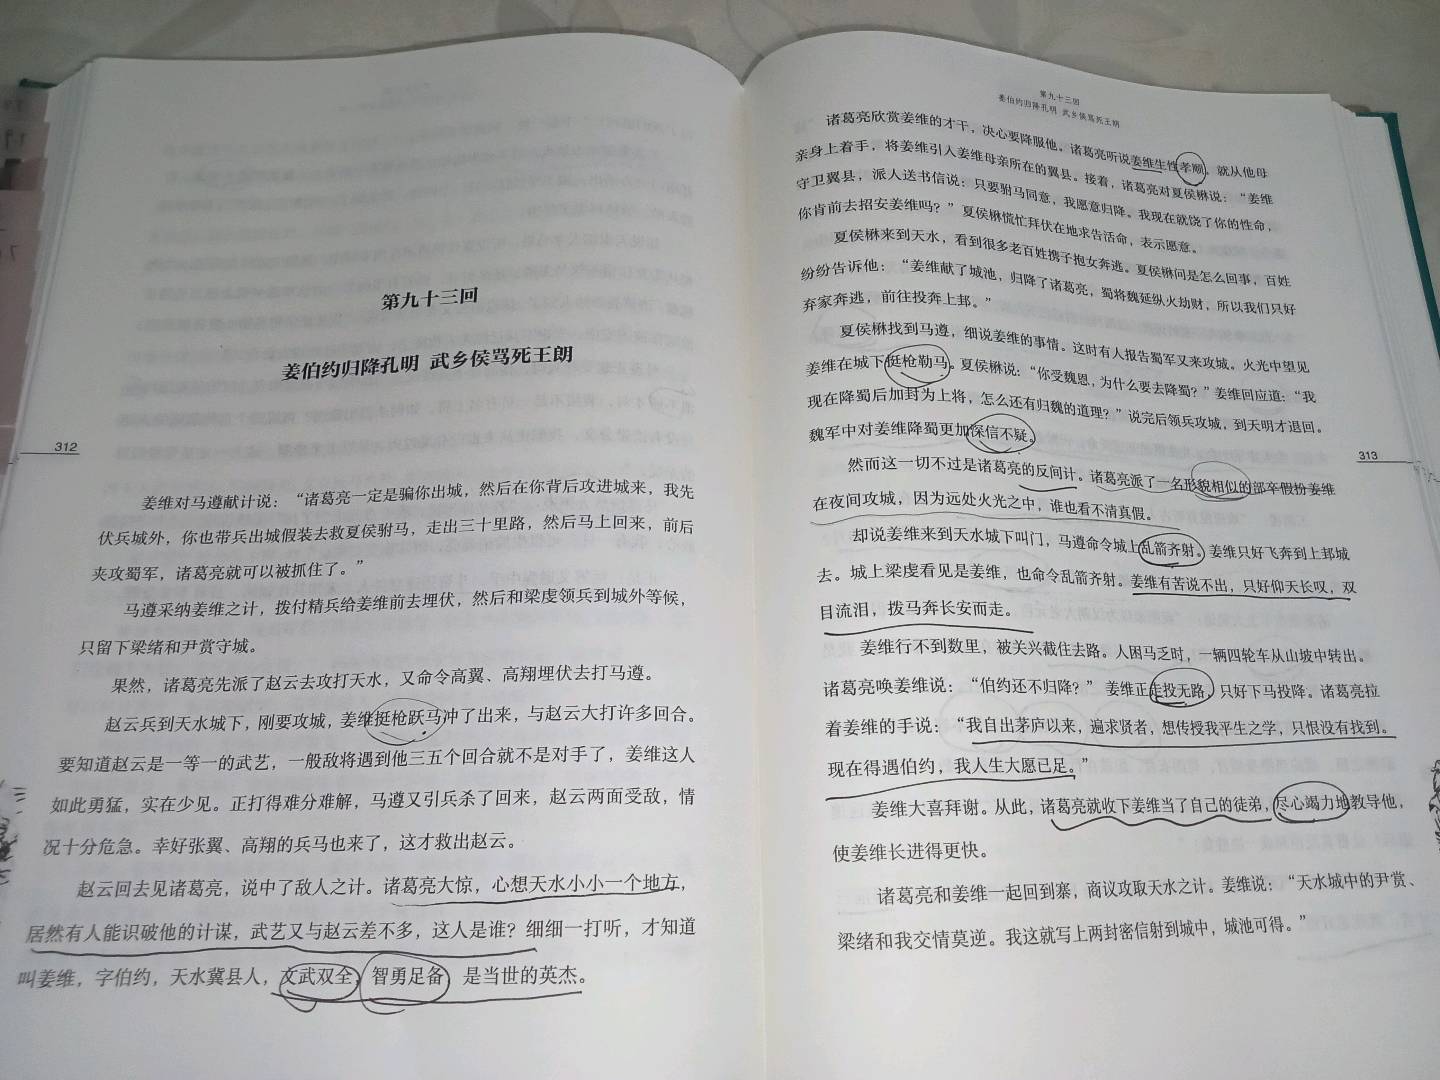 第九十三回
姜伯约归降孔明 武乡侯骂死王朗
312
姜维对马遵献计说：“诸葛亮一定是骗你出城，然后在你背后攻进城来，我先
伏兵城外，你也带兵出城假装去救夏侯驸马，走出三十里路，然后马上回来，前后
夹攻蜀军，诸葛亮就可以被抓住了。”
马遵采纳姜维之计，拨付精兵给姜维前去埋伏，然后和梁虔领兵到城外等候，
只留下梁绪和尹赏守城。
果然，诸葛亮先派了赵云去攻打天水，又命令高翼、高翔埋伏去打马遵。
赵云兵到天水城下，刚要攻城，姜维挺枪跃马冲了出来，与赵云大打许多回合。
要知道赵云是一等一的武艺，一般敌将遇到他三五个回合就不是对手了，姜维这人
如此勇猛，实在少见。正打得难分难解，马遵又引兵杀了回来，赵云两面受敌，情
况十分危急。幸好张翼、高翔的兵马也来了，这才救出赵云。
赵云回去见诸葛亮，说中了敌人之计。诸葛亮大惊，心想天水小小一个地方，
居然有人能识破他的计谋，武艺又与赵云差不多，这人是谁？细细一打听，才知道
叫姜维，字伯约，天水冀县人，文武双全，智勇足备，是当世的英杰。
第九十三回
姜伯约归降孔明 武乡侯骂死王朗
诸葛亮欣赏姜维的才干，决心要降服他。诸葛亮听说姜维生性孝顺，就从他母
亲身上着手，将姜维引入姜维母亲所在的翼县。接着，诸葛亮对夏侯楙说：“姜维
守卫翼县，派人送书信说：只要驸马同意，我愿意归降。我现在就饶了你的性命，
你肯前去招安姜维吗？”夏侯楙慌忙拜伏在地求告活命，表示愿意。
夏侯楙来到天水，看到很多老百姓携子抱女奔逃。夏侯楙问是怎么回事，百姓
纷纷告诉他：“姜维献了城池，归降了诸葛亮，蜀将魏延纵火劫财，所以我们只好
弃家奔逃，前往投奔上邽。”
夏侯楙找到马遵，细说姜维的事情。这时有人报告蜀军又来攻城。火光中望见
姜维在城下挺枪勒马。夏侯楙说：“你受魏恩，为什么要去降蜀？”姜维回应道：“我
现在降蜀后加封为上将，怎么还有归魏的道理？”说完后领兵攻城，到天明才退回。
魏军中对姜维降蜀更加深信不疑。
313
然而这一切不过是诸葛亮的反间计。诸葛亮派了一名形貌相似的部卒假扮姜维
在夜间攻城，因为远处火光之中，谁也看不清真假。
却说姜维来到天水城下叫门，马遵命令城上乱箭齐射。姜维只好飞奔到上邽城
去。城上梁虔看见是姜维，也命令乱箭齐射。姜维有苦说不出，只好仰天长叹，双
目流泪，拨马奔长安而走。
姜维行不到数里，被关兴截住去路。人困马乏时，一辆四轮车从山坡中转出。
诸葛亮唤姜维说：“伯约还不归降？”姜维正走投无路，只好下马投降。诸葛亮拉
着姜维的手说：“我自出茅庐以来，遍求贤者，想传授我平生之学，只恨没有找到。
现在得遇伯约，我人生大愿已足。”
姜维大喜拜谢。从此，诸葛亮就收下姜维当了自己的徒弟，尽心竭力地教导他，
使姜维长进得更快。
诸葛亮和姜维一起回到寨，商议攻取天水之计。姜维说：“天水城中的尹赏、
梁绪和我交情莫逆。我这就写上两封密信射到城中，城池可得。”